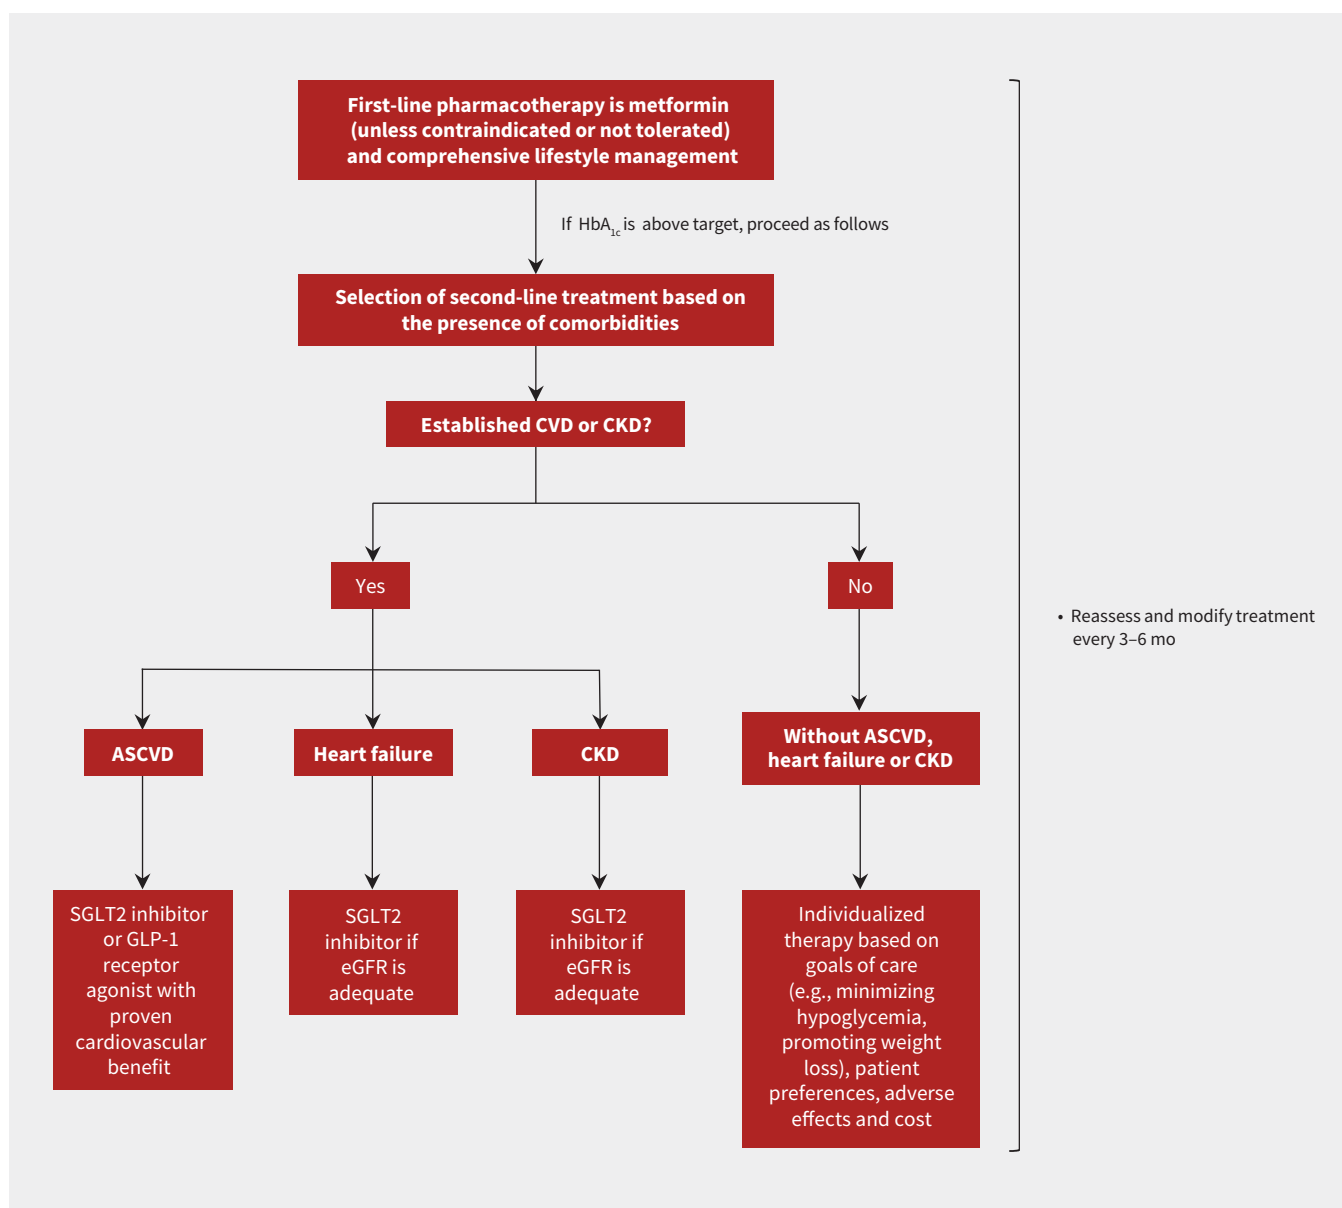 First-line pharmacotherapy is metformin
(unless contraindicated or not tolerated)
and comprehensive lifestyle management
If HbA1c is above target, proceed as follows
Selection of second-line treatment based on
the presence of comorbidities
Established CVD or CKD?
Yes
No
• Reassess and modify treatment
every 3–6 mo
ASCVD
Heart failure
CKD
Without ASCVD,
heart failure or CKD
SGLT2 inhibitor
or GLP-1
receptor
agonist with
proven
cardiovascular
benefit
SGLT2
inhibitor if
eGFR is
adequate
SGLT2
inhibitor if
eGFR is
adequate
Individualized
therapy based on
goals of care
(e.g., minimizing
hypoglycemia,
promoting weight
loss), patient
preferences, adverse
effects and cost